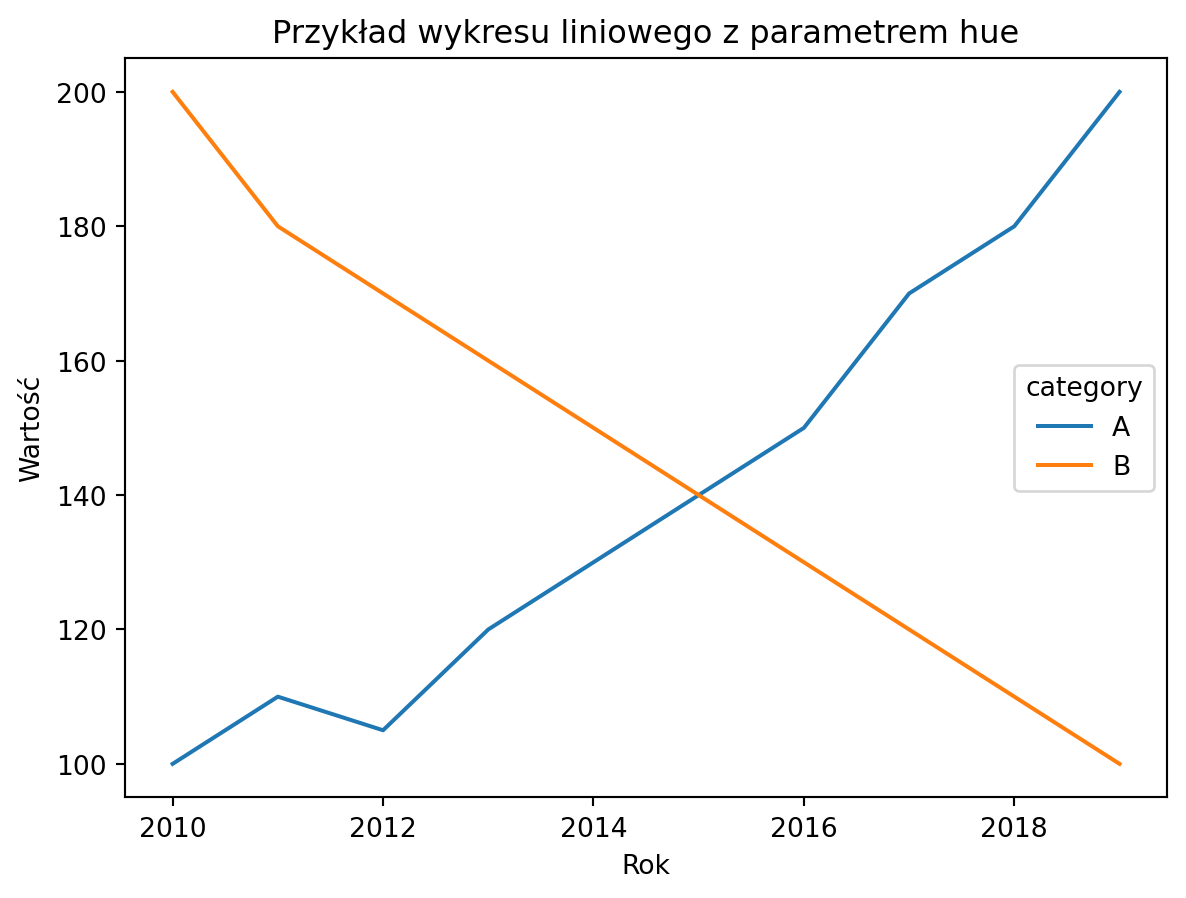 Przykład wykresu liniowego z parametrem hue
200
180
160
140
120
100
Wartość
category
A
B
2010 2012 2014 2016 2018
Rok